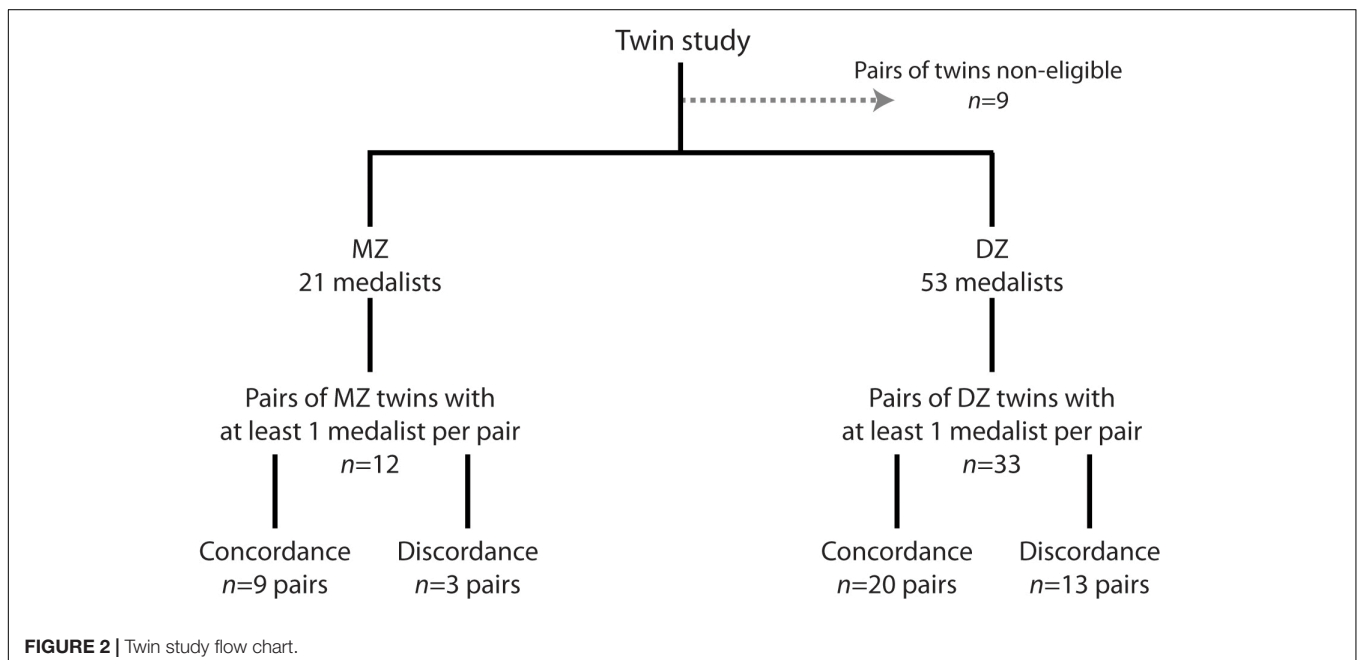 Twin study
Pairs of twins non-eligible
n=9
MZ
21 medalists
DZ
53 medalists
Pairs of MZ twins with
at least 1 medalist per pair
n=12
Pairs of DZ twins with
at least 1 medalist per pair
n=33
Concordance
n=9 pairs
Discordance
n=3 pairs
Concordance
n=20 pairs
Discordance
n=13 pairs
FIGURE 2 | Twin study flow chart.